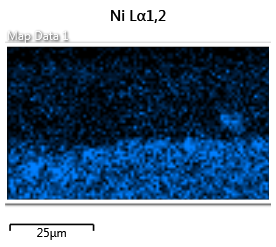 Ni Lα1,2
Map Data 1
25μm